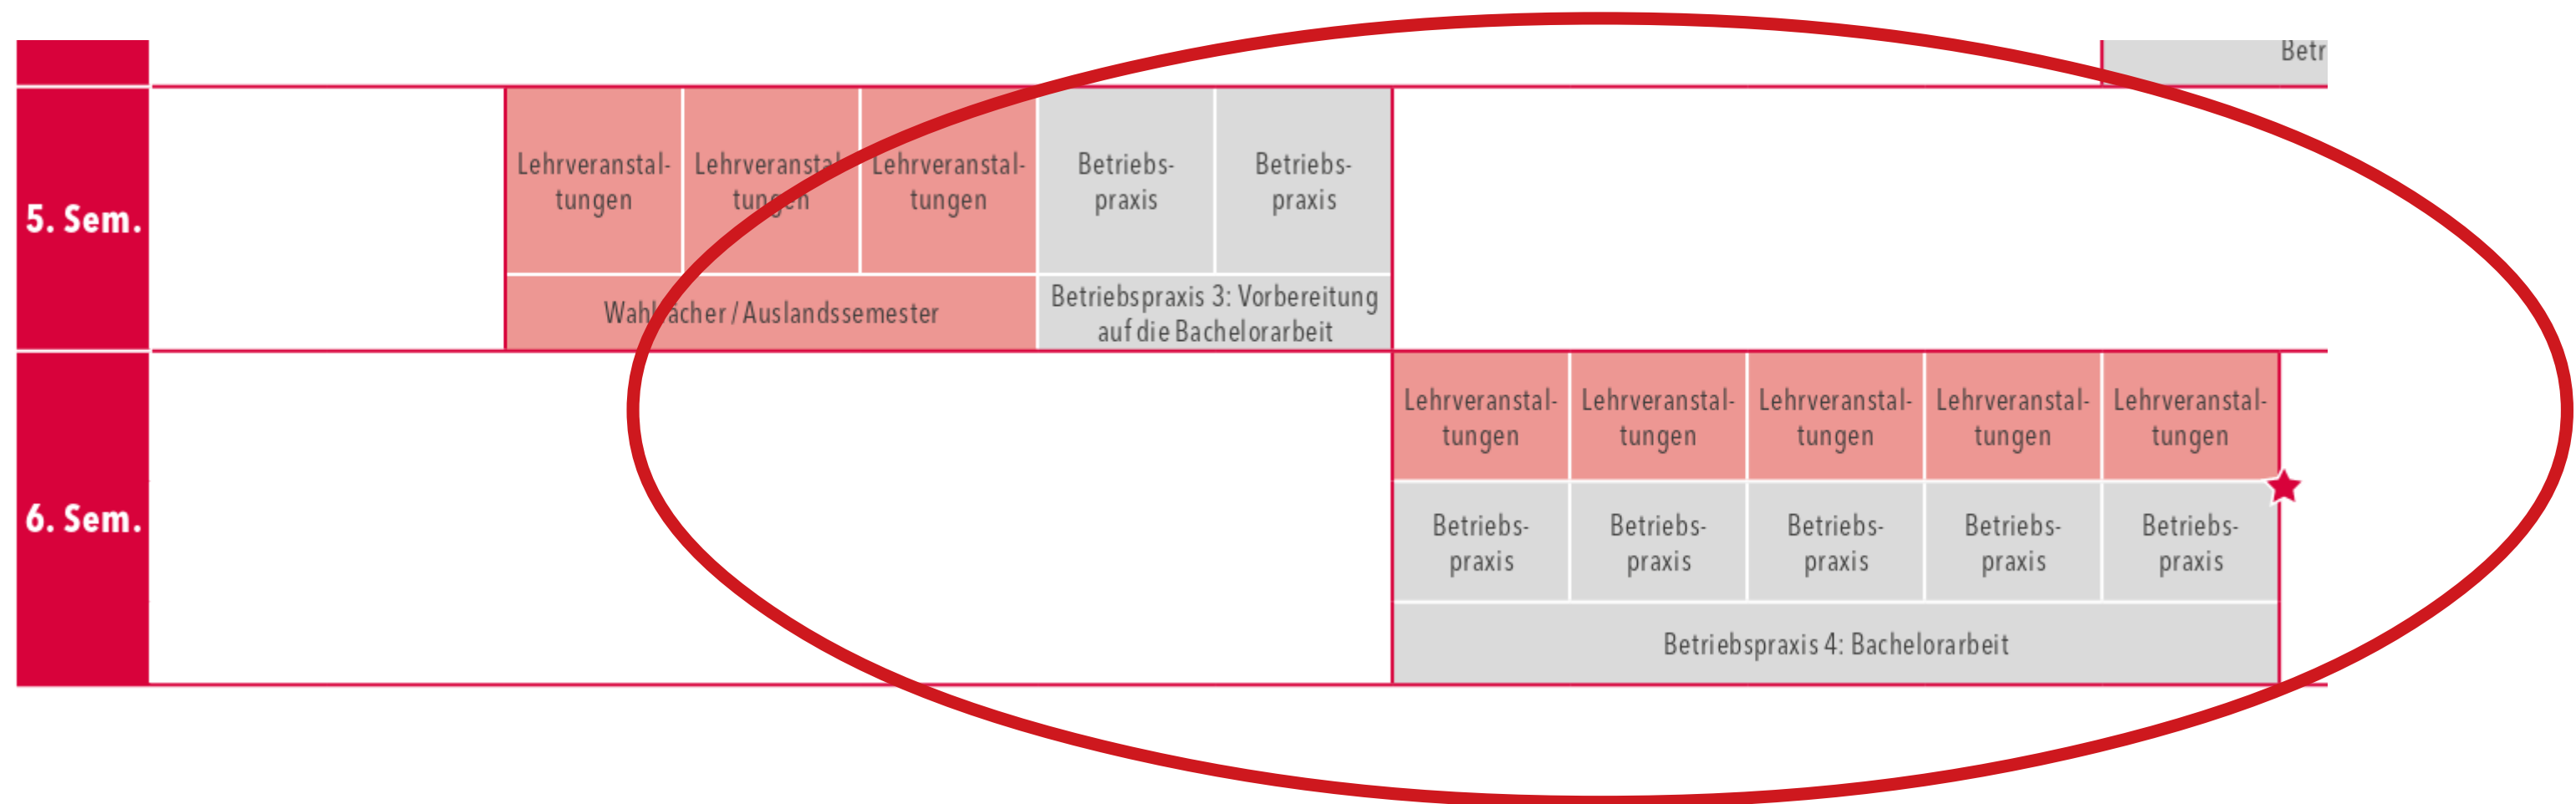 Betr
5. Sem.
Lehrveranstal-
tungen
Lehrveranstal-
tungen
Lehrveranstal-
tungen
Betriebs-
praxis
Betriebs-
praxis
Wahlfächer / Auslandssemester
Betriebspraxis 3: Vorbereitung
auf die Bachelorarbeit
6. Sem.
Lehrveranstal-
tungen
Lehrveranstal-
tungen
Lehrveranstal-
tungen
Lehrveranstal-
tungen
Lehrveranstal-
tungen
Betriebs-
praxis
Betriebs-
praxis
Betriebs-
praxis
Betriebs-
praxis
Betriebs-
praxis
Betriebspraxis 4: Bachelorarbeit